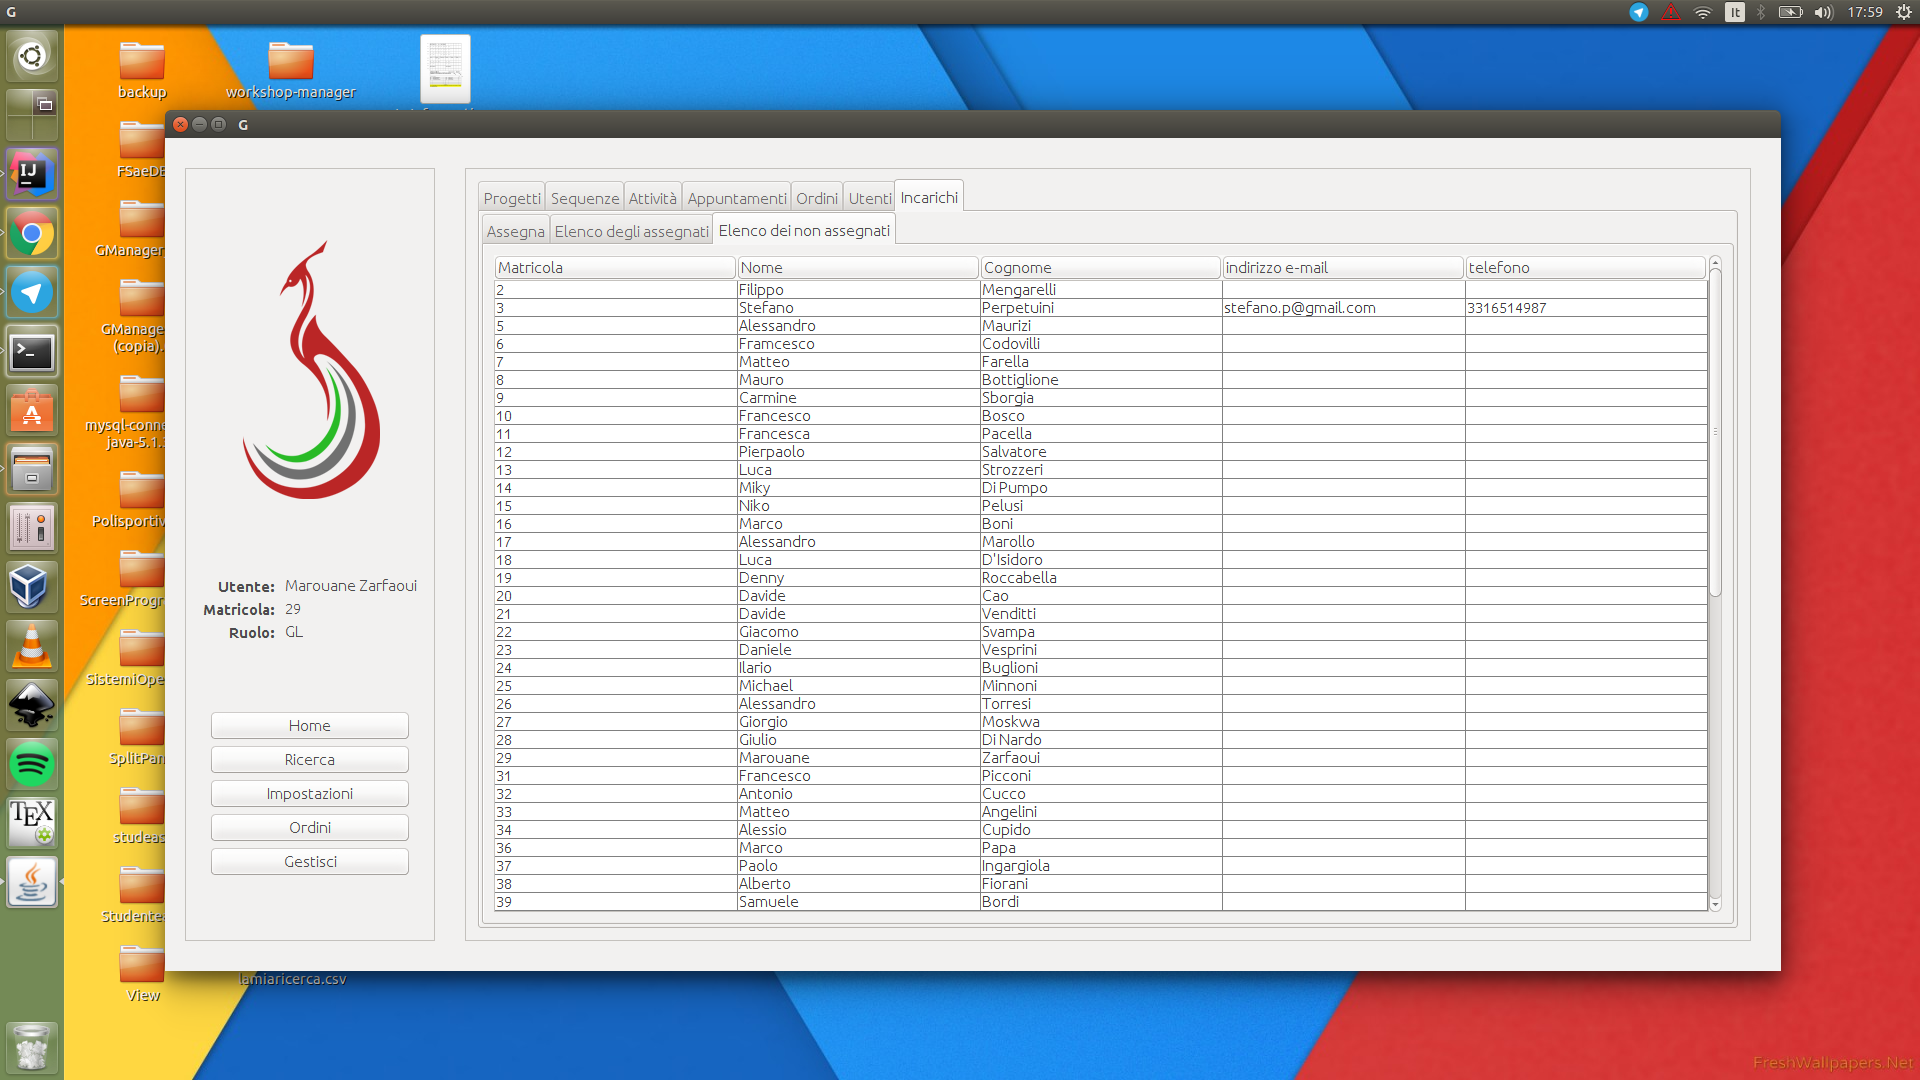 G
It
17:59
backup
workshop-manager
FSaeDB
GManager
GManage
(copia).
mysql-conne
java-5.1.3
Polisportiv
ScreenProgr
SistemiOpe
SplitPan
studeas
Studente
View
lamiaricerca.csv
G
Utente: Marouane Zarfaoui
Matricola: 29
Ruolo: GL
Home
Ricerca
Impostazioni
Ordini
Gestisci
Progetti Sequenze Attività Appuntamenti Ordini Utenti Incarichi
Assegna Elenco degli assegnati Elenco dei non assegnati
Matricola Nome Cognome indirizzo e-mail telefono
2 Filippo Mengarelli
3 Stefano Perpetuini stefano.p@gmail.com 3316514987
5 Alessandro Maurizi
6 Framcesco Codovilli
7 Matteo Farella
8 Mauro Bottiglione
9 Carmine Sborgia
10 Francesco Bosco
11 Francesca Pacella
12 Pierpaolo Salvatore
13 Luca Strozzeri
14 Miky Di Pumpo
15 Niko Pelusi
16 Marco Boni
17 Alessandro Marollo
18 Luca D'Isidoro
19 Denny Roccabella
20 Davide Cao
21 Davide Venditti
22 Giacomo Svampa
23 Daniele Vesprini
24 Ilario Buglioni
25 Michael Minnoni
26 Alessandro Torresi
27 Giorgio Moskwa
28 Giulio Di Nardo
29 Marouane Zarfaoui
31 Francesco Picconi
32 Antonio Cucco
33 Matteo Angelini
34 Alessio Cupido
36 Marco Papa
37 Paolo Ingargiola
38 Alberto Fiorani
39 Samuele Bordi
IJ
TEX
FreshWallpapers.Net